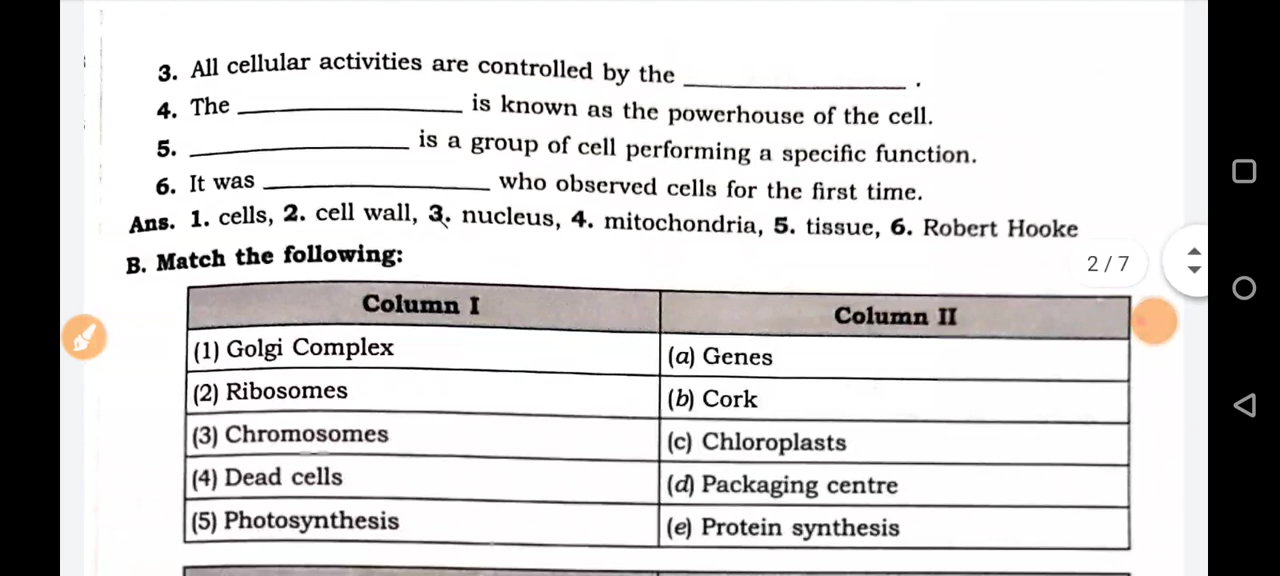 3. All cellular activities are controlled by the ____________ .
4. The ____________ is known as the powerhouse of the cell.
5. ____________ is a group of cell performing a specific function.
6. It was ____________ who observed cells for the first time.
Ans. 1. cells, 2. cell wall, 3. nucleus, 4. mitochondria, 5. tissue, 6. Robert Hooke
B. Match the following:
2 / 7
Column I Column II
(1) Golgi Complex (a) Genes
(2) Ribosomes (b) Cork
(3) Chromosomes (c) Chloroplasts
(4) Dead cells (d) Packaging centre
(5) Photosynthesis (e) Protein synthesis